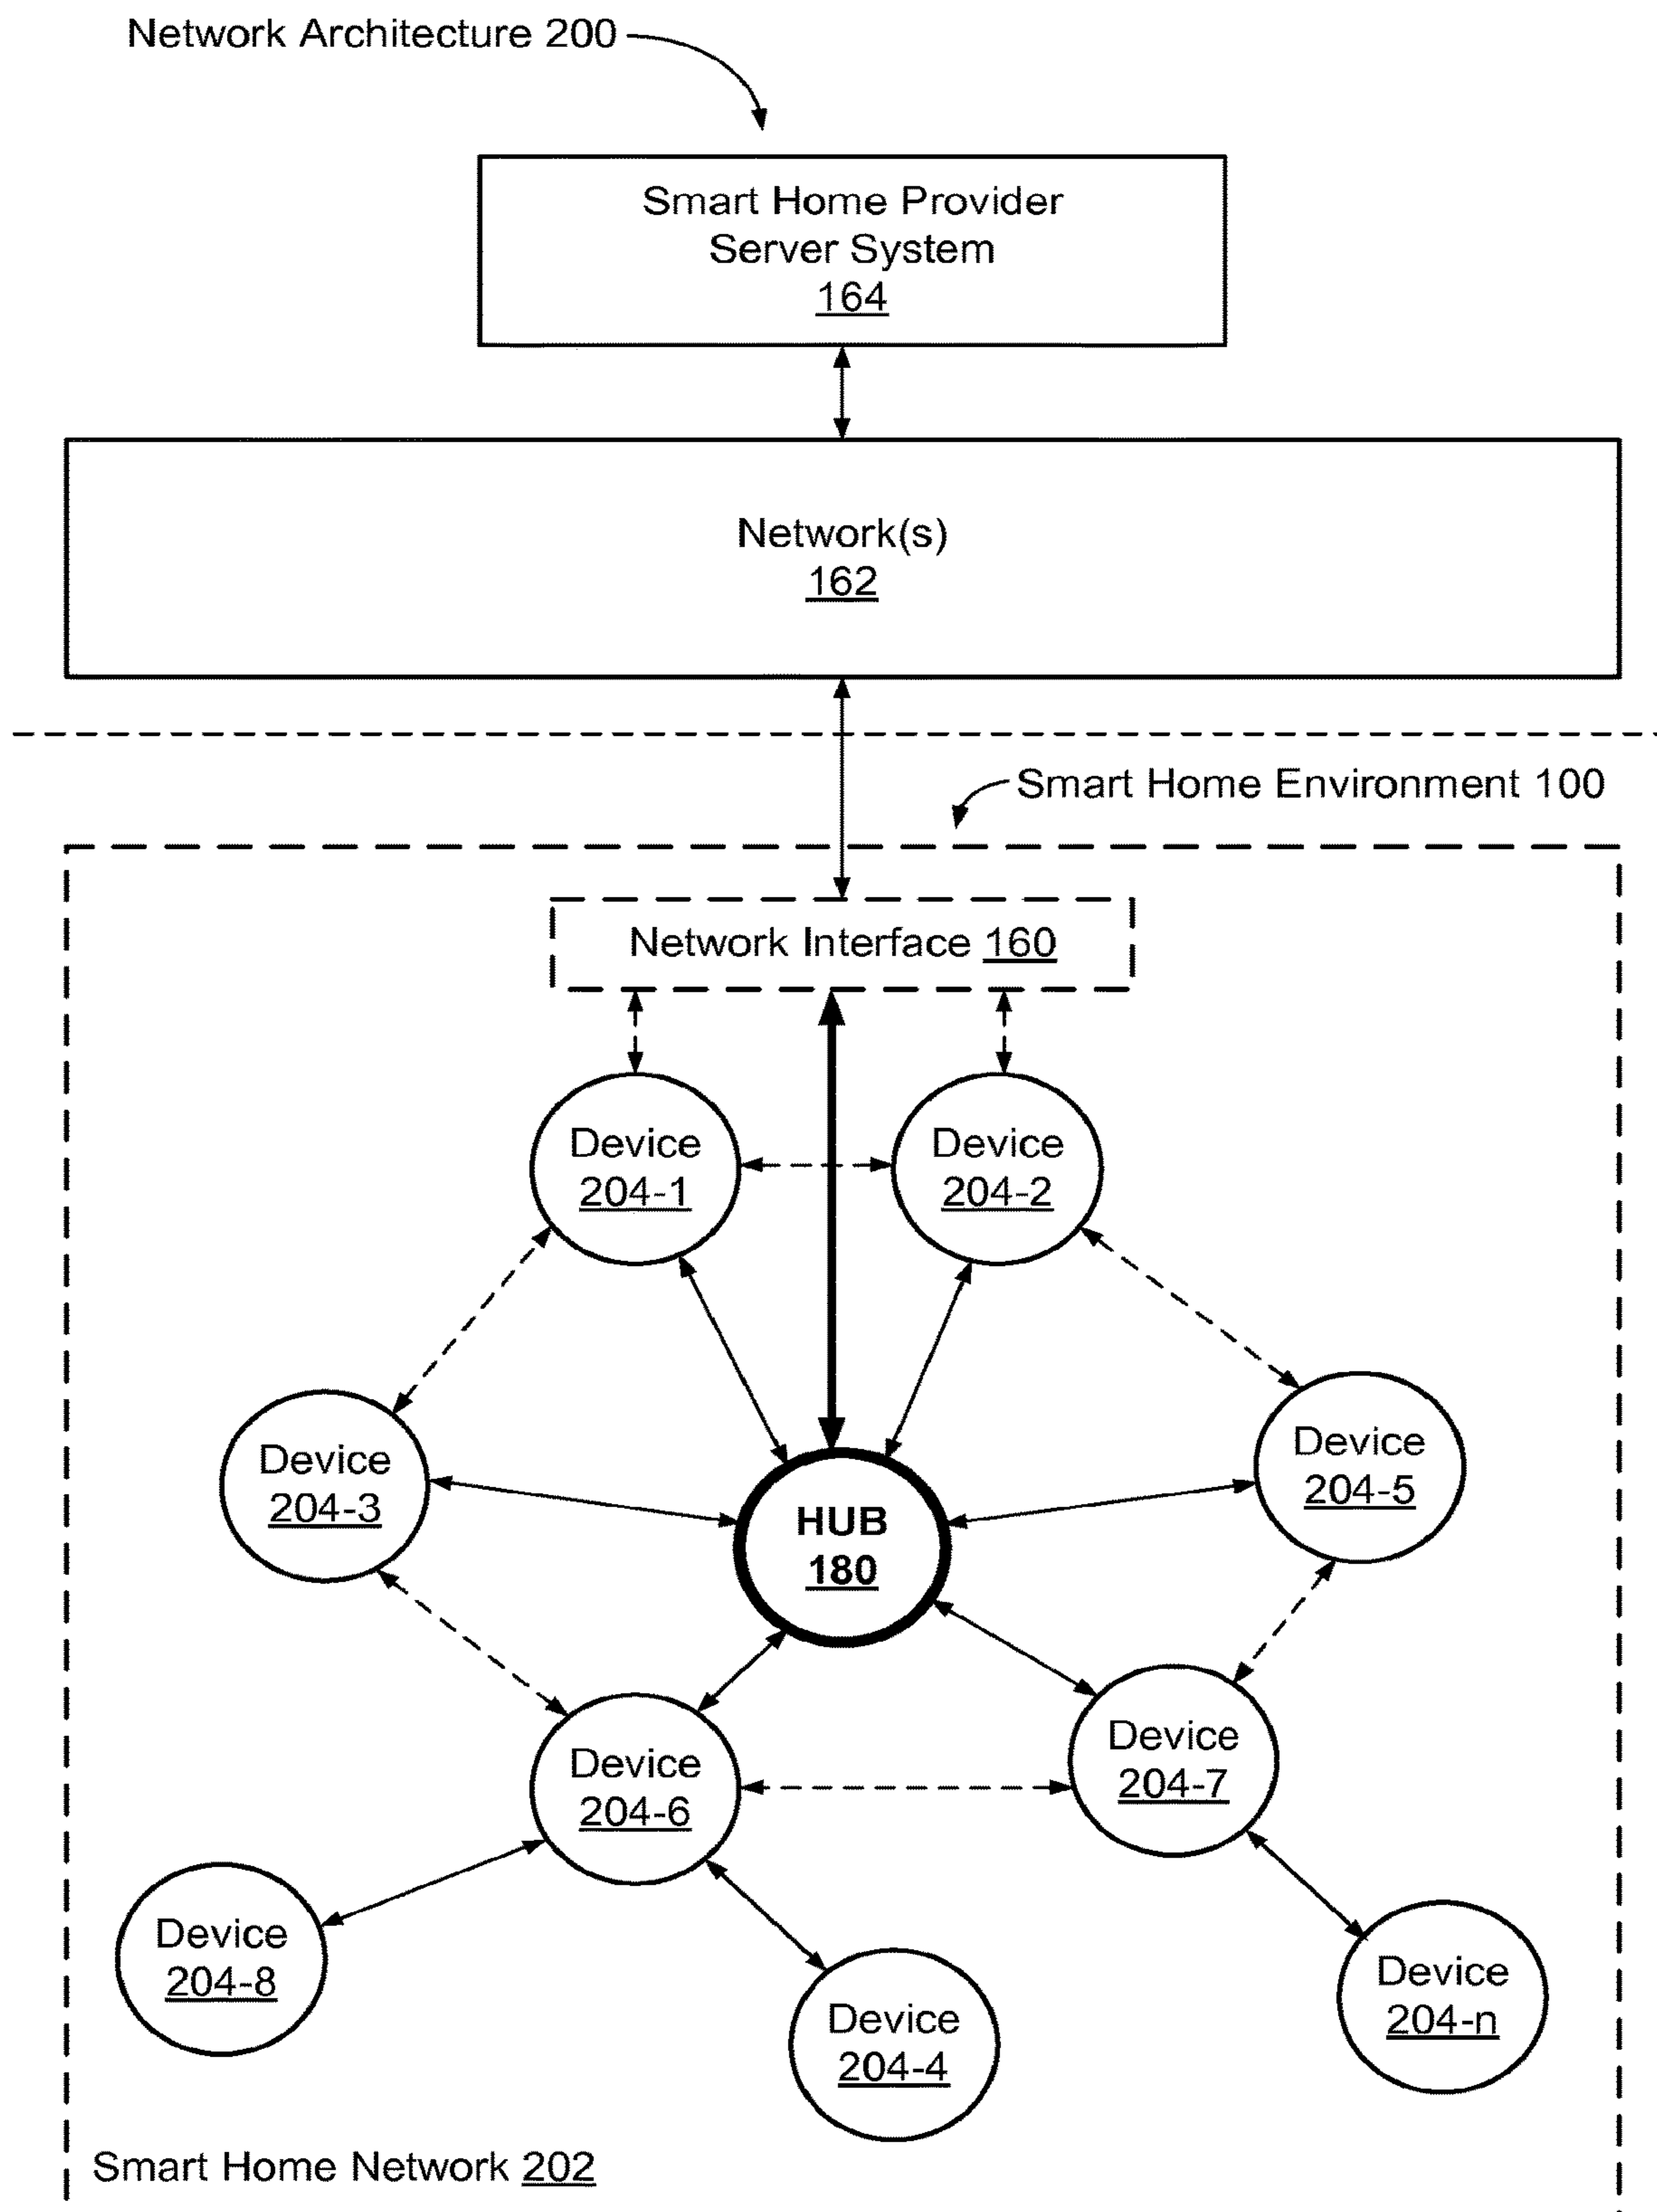 Network Architecture 200
Smart Home Provider
Server System
164
Network(s)
162
Smart Home Environment 100
Network Interface 160
Device
204-1
Device
204-2
Device
204-3
Device
204-5
HUB
180
Device
204-6
Device
204-7
Device
204-8
Device
204-4
Device
204-n
Smart Home Network 202